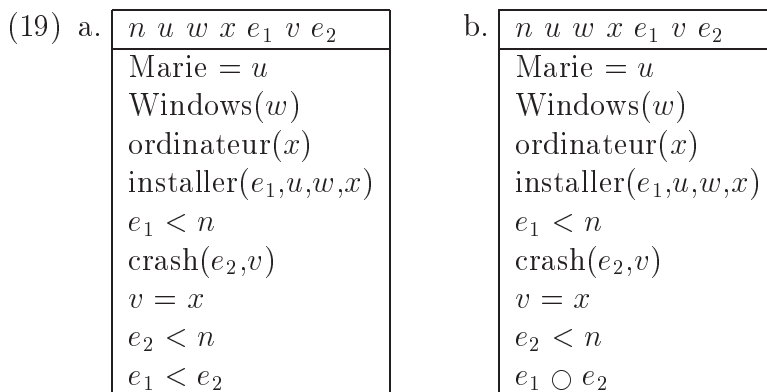 (19) a. n u w x e₁ v e₂
Marie = u
Windows(w)
ordinateur(x)
installer(e₁,u,w,x)
e₁ < n
crash(e₂,v)
v = x
e₂ < n
e₁ < e₂
b. n u w x e₁ v e₂
Marie = u
Windows(w)
ordinateur(x)
installer(e₁,u,w,x)
e₁ < n
crash(e₂,v)
v = x
e₂ < n
e₁ ○ e₂